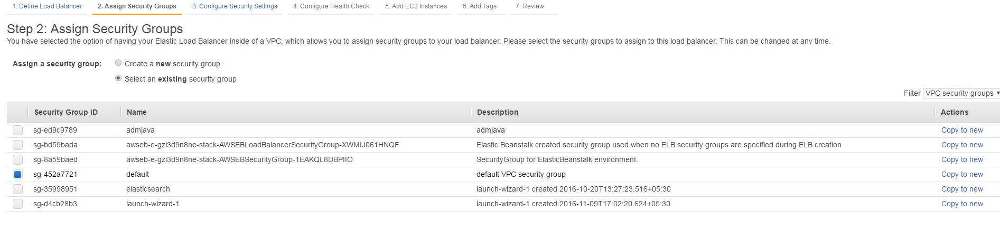 1. Define Load Balancer 2. Assign Security Groups 3. Configure Security Settings 4. Configure Health Check 5. Add EC2 Instances 6. Add Tags 7. Review
Step 2: Assign Security Groups
You have selected the option of having your Elastic Load Balancer inside of a VPC, which allows you to assign security groups to your load balancer. Please select the security groups to assign to this load balancer. This can be changed at any time.
Assign a security group: Create a new security group
Select an existing security group
Filter VPC security groups
Security Group ID Name Description Actions
sg-ed9c9789 admjava admjava Copy to new
sg-bd59bada awseb-e-gzi3d9n8ne-stack-AWSEBLoadBalancerSecurityGroup-XWMIJ061HNQF Elastic Beanstalk created security group used when no ELB security groups are specified during ELB creation Copy to new
sg-8a59baed awseb-e-gzi3d9n8ne-stack-AWSEBSecurityGroup-1EAKQL8DBPIIO SecurityGroup for ElasticBeanstalk environment. Copy to new
sg-452a7721 default default VPC security group Copy to new
sg-35998951 elasticsearch launch-wizard-1 created 2016-10-20T13:27:23.516+05:30 Copy to new
sg-d4cb28b3 launch-wizard-1 launch-wizard-1 created 2016-11-09T17:02:20.624+05:30 Copy to new